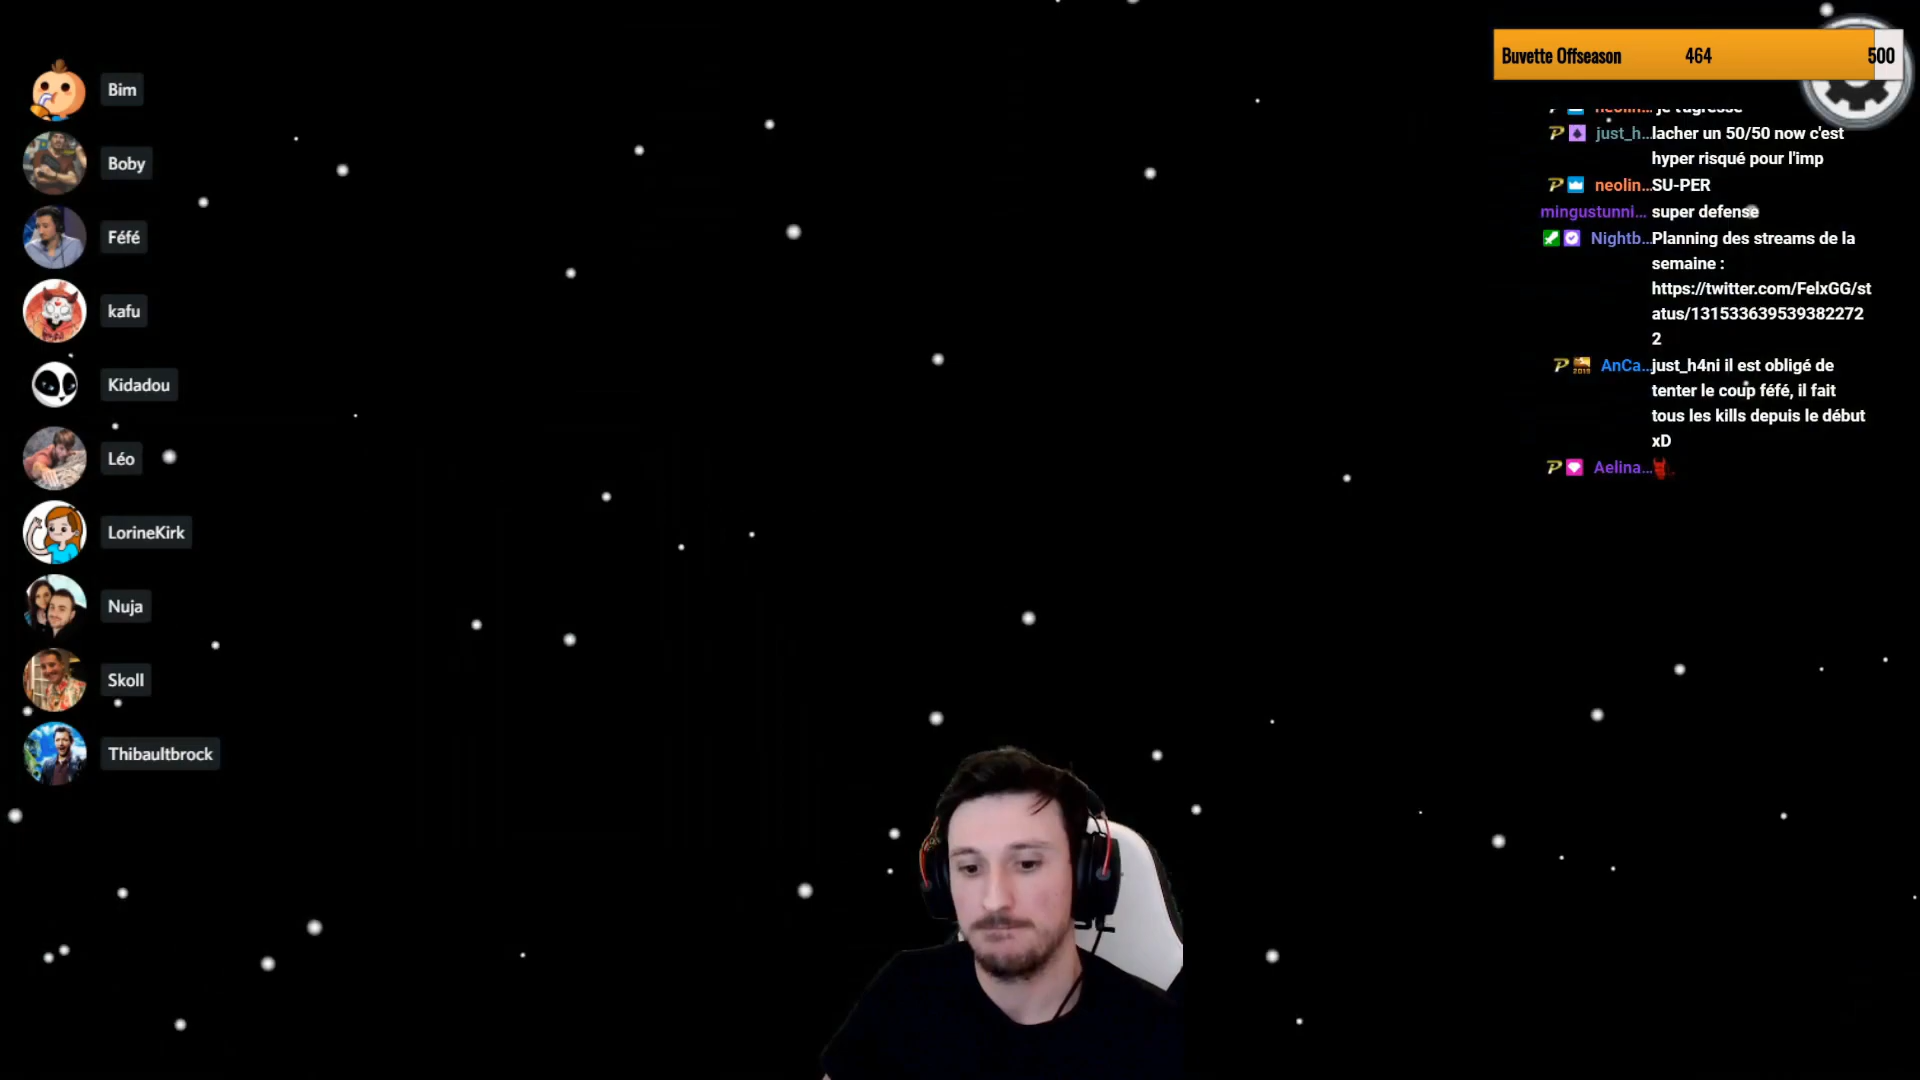 Buvette Offseason 464 500
Bim
Boby
Féfé
kafu
Kidadou
Léo
LorineKirk
Nuja
Skoll
Thibaultbrock
neolin... je t'agresse
just_h...lacher un 50/50 now c'est
hyper risqué pour l'imp
neolin...SU-PER
mingustunni... super defense
Nightb...Planning des streams de la
semaine :
https://twitter.com/FelxGG/st
atus/131533639539382272
2
AnCa...just_h4ni il est obligé de
tenter le coup féfé, il fait
tous les kills depuis le début
xD
Aelina...